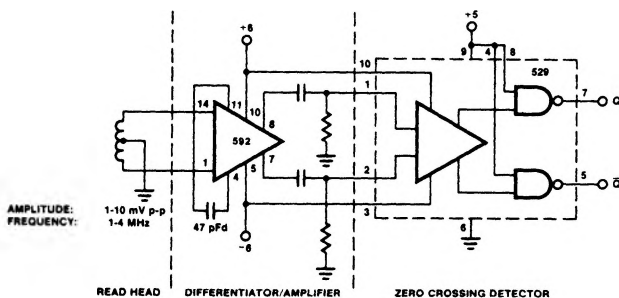 +6
+5
9
4
8
10
529
1
14
11
10
8
7
Q
592
1
7
5
2
5
Q̅
4
3
6
AMPLITUDE: 1-10 mV p-p
FREQUENCY: 1-4 MHz
47 pFd
-6
READ HEAD
DIFFERENTIATOR/AMPLIFIER
ZERO CROSSING DETECTOR